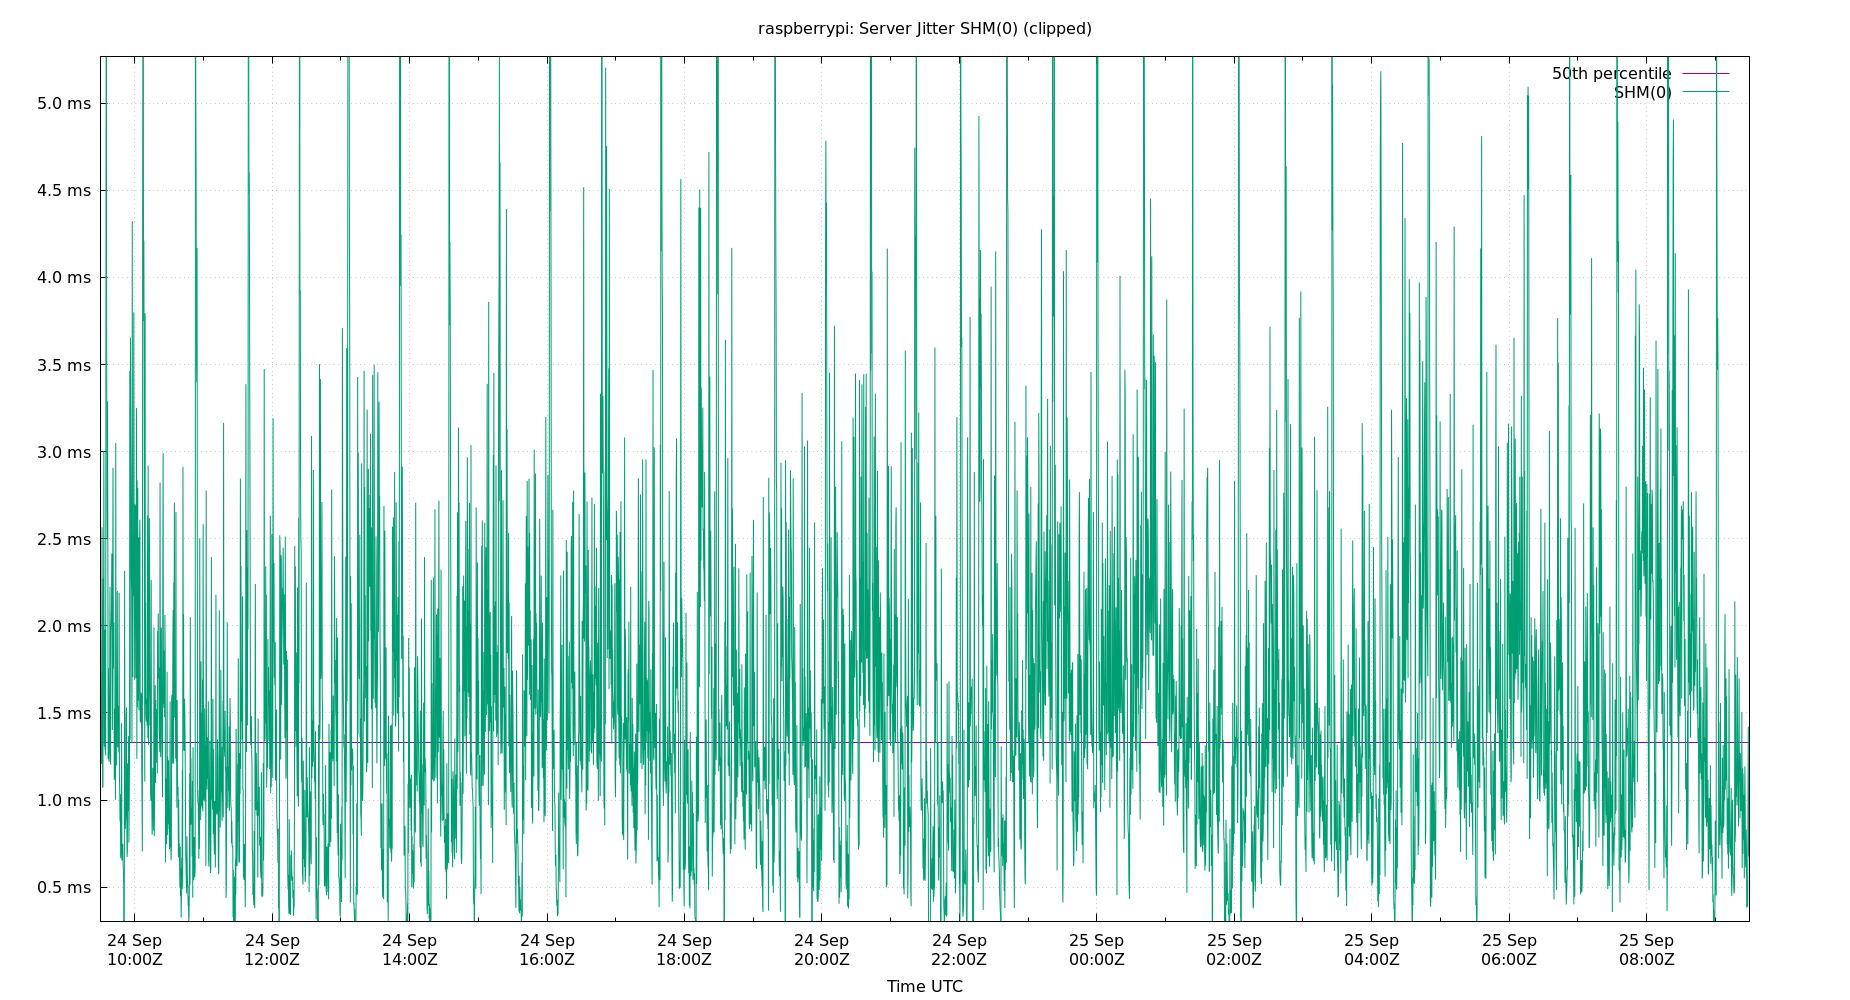 raspberrypi: Server Jitter SHM(0) (clipped)
50th percentile
SHM(0)
5.0 ms
4.5 ms
4.0 ms
3.5 ms
3.0 ms
2.5 ms
2.0 ms
1.5 ms
1.0 ms
0.5 ms
24 Sep 24 Sep 24 Sep 24 Sep 24 Sep 24 Sep 24 Sep 25 Sep 25 Sep 25 Sep 25 Sep 25 Sep
10:00Z 12:00Z 14:00Z 16:00Z 18:00Z 20:00Z 22:00Z 00:00Z 02:00Z 04:00Z 06:00Z 08:00Z
Time UTC